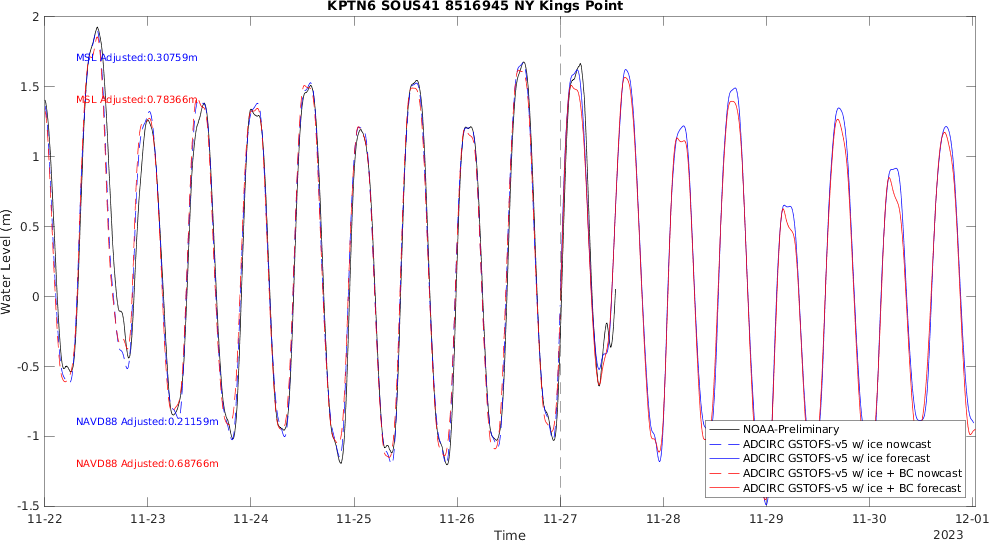 KPTN6 SOUS41 8516945 NY Kings Point
Water Level (m)
2
1.5
1
0.5
0
-0.5
-1
-1.5
MSL Adjusted:0.30759m
MSL Adjusted:0.78366m
NAVD88 Adjusted:0.21159m
NAVD88 Adjusted:0.68766m
NOAA-Preliminary
ADCIRC GSTOFS-v5 w/ ice nowcast
ADCIRC GSTOFS-v5 w/ ice forecast
ADCIRC GSTOFS-v5 w/ ice + BC nowcast
ADCIRC GSTOFS-v5 w/ ice + BC forecast
11-22 11-23 11-24 11-25 11-26 11-27 11-28 11-29 11-30 12-01
Time
2023